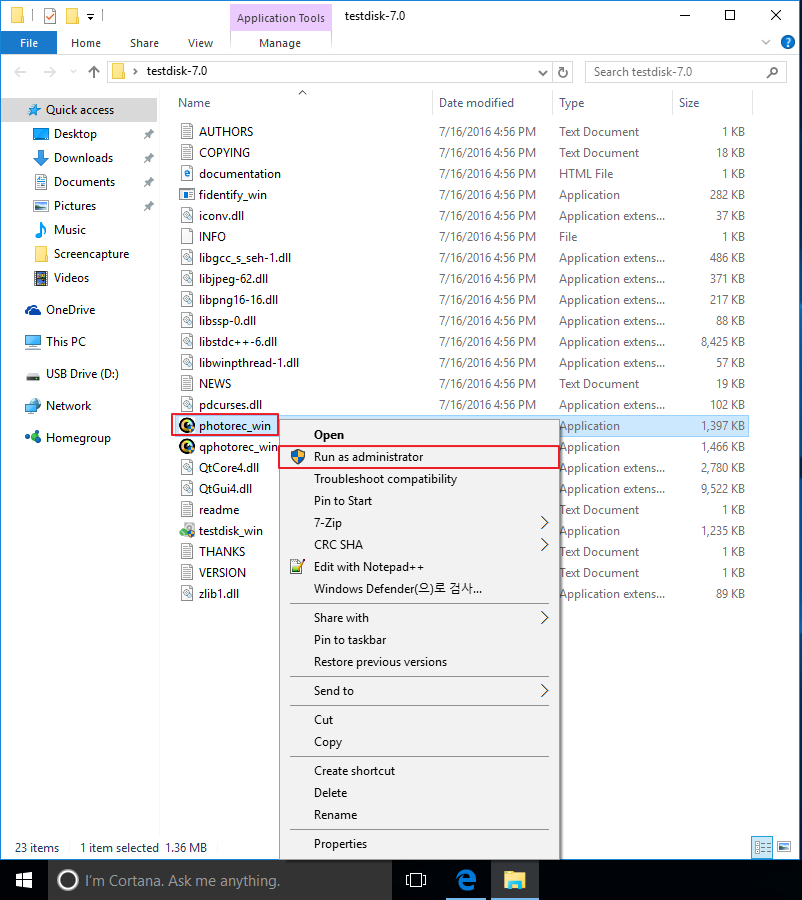 Application Tools testdisk-7.0
File Home Share View Manage
testdisk-7.0 Search testdisk-7.0
Name Date modified Type Size
Quick access
Desktop
Downloads
Documents
Pictures
Music
Screencapture
Videos
OneDrive
This PC
USB Drive (D:)
Network
Homegroup
AUTHORS 7/16/2016 4:56 PM Text Document 1 KB
COPYING 7/16/2016 4:56 PM Text Document 18 KB
documentation 7/16/2016 4:56 PM HTML File 1 KB
fidentify_win 7/16/2016 4:56 PM Application 282 KB
iconv.dll 7/16/2016 4:56 PM Application extens... 37 KB
INFO 7/16/2016 4:56 PM File 1 KB
libgcc_s_seh-1.dll 7/16/2016 4:56 PM Application extens... 486 KB
libjpeg-62.dll 7/16/2016 4:56 PM Application extens... 371 KB
libpng16-16.dll 7/16/2016 4:56 PM Application extens... 217 KB
libssp-0.dll 7/16/2016 4:56 PM Application extens... 88 KB
libstdc++-6.dll 7/16/2016 4:56 PM Application extens... 8,425 KB
libwinpthread-1.dll 7/16/2016 4:56 PM Application extens... 57 KB
NEWS 7/16/2016 4:56 PM Text Document 19 KB
pdcurses.dll 7/16/2016 4:56 PM Application extens... 102 KB
photorec_win Application 1,397 KB
qphotorec_win Application 1,466 KB
QtCore4.dll Application extens... 2,780 KB
QtGui4.dll Application extens... 9,522 KB
readme Text Document 1 KB
testdisk_win Application 1,235 KB
THANKS Text Document 1 KB
VERSION Text Document 1 KB
zlib1.dll Application extens... 89 KB
Open
Run as administrator
Troubleshoot compatibility
Pin to Start
7-Zip
CRC SHA
Edit with Notepad++
Windows Defender(으)로 검사...
Share with
Pin to taskbar
Restore previous versions
Send to
Cut
Copy
Create shortcut
Delete
Rename
Properties
23 items 1 item selected 1.36 MB
I'm Cortana. Ask me anything.